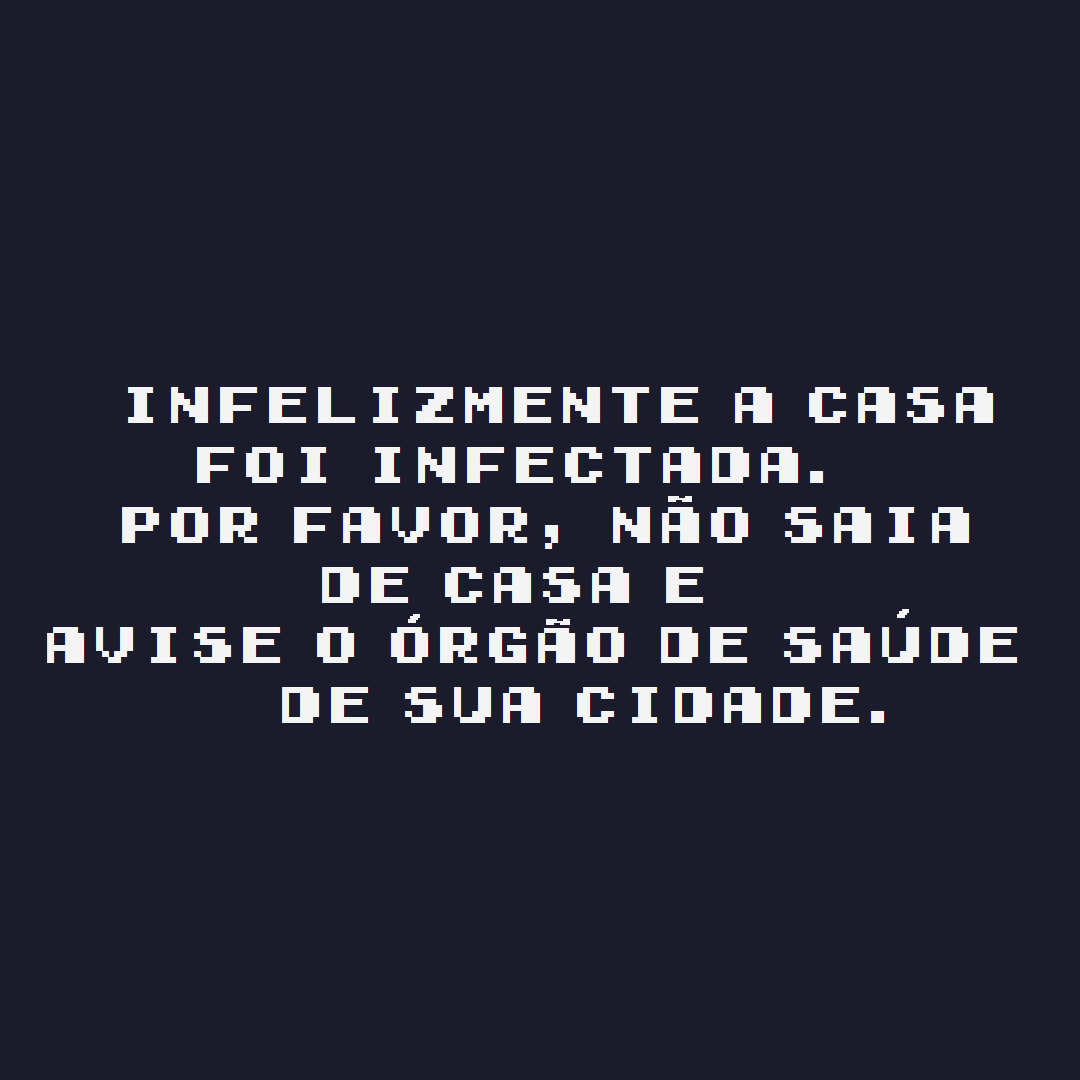 INFELIZMENTE A CASA
FOI INFECTADA.
POR FAVOR, NÃO SAIA
DE CASA E
AVISE O ÓRGÃO DE SAÚDE
DE SUA CIDADE.